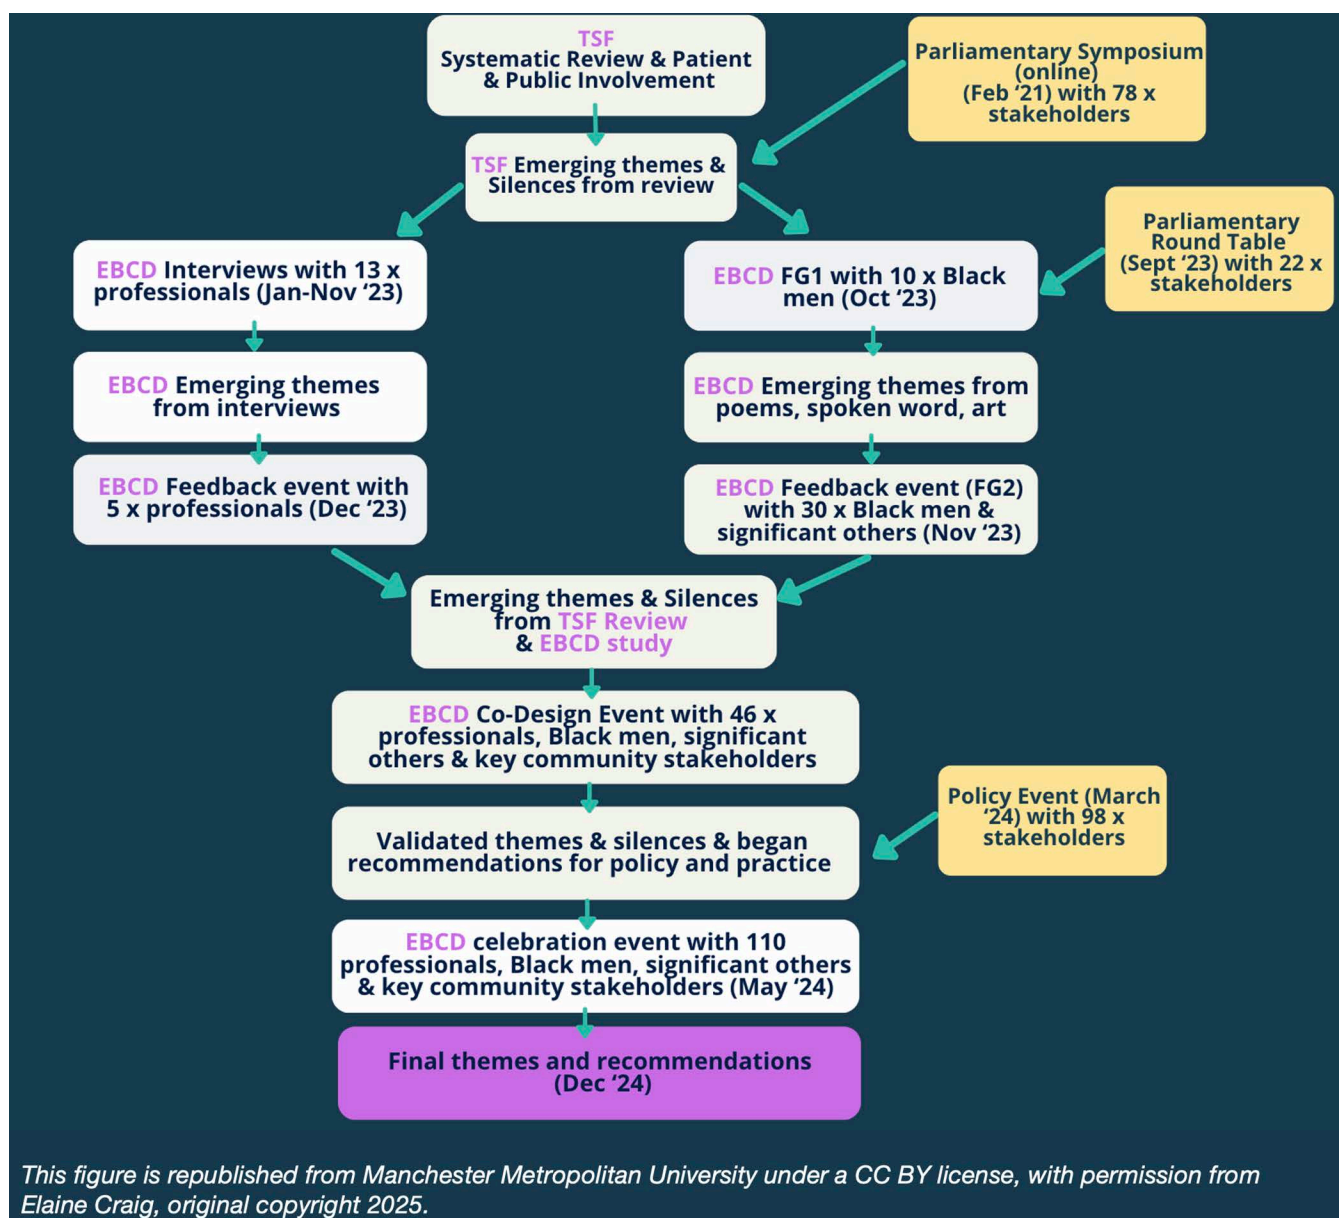 TSF
Systematic Review & Patient
& Public Involvement
Parliamentary Symposium
(online)
(Feb ‘21) with 78 x
stakeholders
TSF Emerging themes &
Silences from review
Parliamentary
Round Table
(Sept ‘23) with 22 x
stakeholders
EBCD Interviews with 13 x
professionals (Jan-Nov ‘23)
EBCD FG1 with 10 x Black
men (Oct ‘23)
EBCD Emerging themes
from interviews
EBCD Emerging themes from
poems, spoken word, art
EBCD Feedback event with
5 x professionals (Dec ‘23)
EBCD Feedback event (FG2)
with 30 x Black men &
significant others (Nov ‘23)
Emerging themes & Silences
from TSF Review
& EBCD study
EBCD Co-Design Event with 46 x
professionals, Black men, significant
others & key community stakeholders
Policy Event (March
‘24) with 98 x
stakeholders
Validated themes & silences & began
recommendations for policy and practice
EBCD celebration event with 110
professionals, Black men, significant others
& key community stakeholders (May ‘24)
Final themes and recommendations
(Dec ‘24)
This figure is republished from Manchester Metropolitan University under a CC BY license, with permission from
Elaine Craig, original copyright 2025.